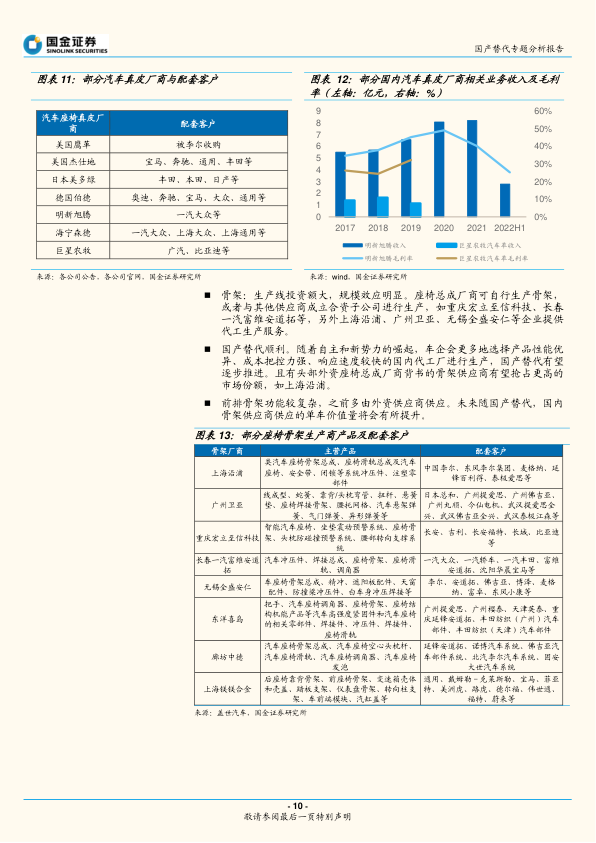 国金证券
SINOLINK SECURITIES
国产替代专题分析报告
图表 11：部分汽车真皮厂商与配套客户
汽车座椅真皮厂商 配套客户
美国鹰革 被李尔收购
美国杰仕地 宝马、奔驰、通用、丰田等
日本美多绿 丰田、本田、日产等
德国伯德 奥迪、奔驰、宝马、大众、通用等
明新旭腾 一汽大众等
海宁森德 一汽大众、上海大众、上海通用等
巨星农牧 广汽、比亚迪等
来源：各公司公告，各公司官网，国金证券研究所
图表 12：部分国内汽车真皮厂商相关业务收入及毛利
率（左轴：亿元，右轴：%）
9 60%
8 50%
7 40%
6 30%
5 20%
4 10%
3 0%
2
1
0
2017 2018 2019 2020 2021 2022H1
明新旭腾收入 巨星农牧汽车革收入
明新旭腾毛利率 巨星农牧汽车革毛利率
来源：wind，国金证券研究所
■ 骨架：生产线投资额大，规模效应明显。座椅总成厂商可自行生产骨架，
或者与其他供应商成立合资子公司进行生产，如重庆宏立至信科技、长春
一汽富维安道拓等，另外上海沿浦、广州卫亚、无锡全盛安仁等企业提供
代工生产服务。
■ 国产替代顺利。随着自主和新势力的崛起，车企会更多地选择产品性能优
异、成本把控力强、响应速度较快的国内代工厂进行生产，国产替代有望
逐步推进。且有头部外资座椅总成厂商背书的骨架供应商有望抢占更高的
市场份额，如上海沿浦。
■ 前排骨架功能较复杂，之前多由外资供应商供应。未来随国产替代，国内
骨架供应商供应的单车价值量将会有所提升。
图表 13：部分座椅骨架生产商产品及配套客户
骨架厂商 主营产品 配套客户
上海沿浦
类汽车座椅骨架总成、座椅滑轨总成及汽车
座椅、安全带、闭锁等系统冲压件、注塑零
部件
中国李尔、东风李尔集团、麦格纳、延
锋百利得、泰极爱思等
广州卫亚
线成型、蛇簧、靠背/头枕弯管、扭杆、悬簧
垫、座椅焊接骨架、腰托网格、汽车悬架弹
簧、气门弹簧、异形弹簧等
日本总和、广州提爱思、广州佛吉亚、
广州九顺、今仙电机、武汉提爱思全
兴、武汉佛吉亚全兴、武汉泰极江森等
重庆宏立至信科技
智能汽车座椅、坐垫震动预警系统、座椅骨
架、头枕防碰撞预警系统、腰部转向支撑系
统
长安、吉利、长安福特、长城、比亚迪
等
长春一汽富维安道
拓
汽车冲压件、焊接总成、座椅骨架、座椅滑
轨、调角器
一汽大众、一汽轿车、一汽丰田、富维
安道拓、沈阳华晨宝马等
无锡全盛安仁
车座椅骨架总成、精冲、遮阳板配件、天窗
配件、防撞梁冲压件、白车身冲压焊接等
李尔、安道拓、佛吉亚、博泽、麦格
纳、富卓、东风小康等
东洋喜岛
把手、汽车座椅调角器、座椅骨架、座椅结
构机能产品等汽车高强度紧固件和汽车座椅
的相关零部件，焊接件、冲压件、焊接件、
座椅滑轨
广州提爱思、广州樱泰、天津英泰、重
庆延锋安道拓、丰田纺织（广州）汽车
部件、丰田纺织（天津）汽车部件
廊坊中德
汽车座椅骨架总成、汽车座椅空心头枕杆、
汽车座椅滑轨、汽车座椅调角器、汽车座椅
发泡
延锋安道拓、诺博汽车系统、佛吉亚汽
车部件系统、北汽李尔汽车系统、固安
大世汽车系统
上海镁镁合金
后座椅靠背骨架、前座椅骨架、变速箱壳体
和壳盖、踏板支架、仪表盘骨架、转向柱支
架、车前端模块、汽缸盖等
通用、戴姆勒－克莱斯勒、宝马、菲亚
特、美洲虎、路虎、德尔福、伟世通、
福特、蔚来等
来源：盖世汽车，国金证券研究所
- 10 -
敬请参阅最后一页特别声明